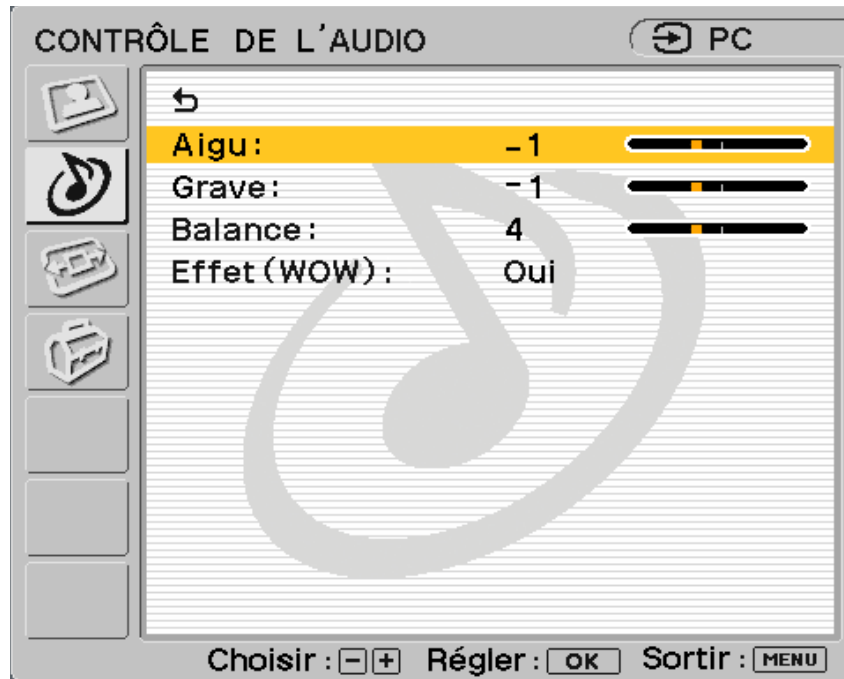 CONTRÔLE DE L'AUDIO PC
Aigu: -1
Grave: -1
Balance: 4
Effet(WOW): Oui
Choisir:-+ Régler: OK Sortir: MENU